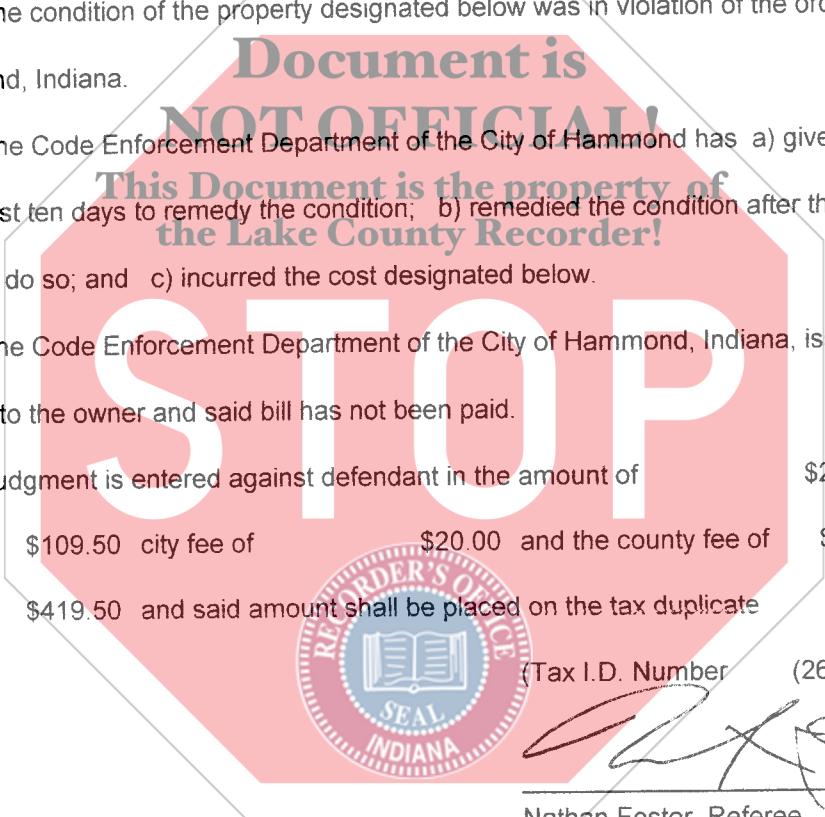 he condition of the property designated below was in violation of the ord
Document is
nd, Indiana.
NOT OFFICIAL!
he Code Enforcement Department of the City of Hammond has a) give
This Document is the property of
st ten days to remedy the condition; b) remedied the condition after th
the Lake County Recorder!
do so; and c) incurred the cost designated below.
STOP
he Code Enforcement Department of the City of Hammond, Indiana, is
to the owner and said bill has not been paid.
udgment is entered against defendant in the amount of $2
$109.50 city fee of $20.00 and the county fee of $
$419.50 and said amount shall be placed on the tax duplicate
RECORDER'S OFFICE
SEAL
INDIANA
(Tax I.D. Number (26
Nathan Foster, Referee